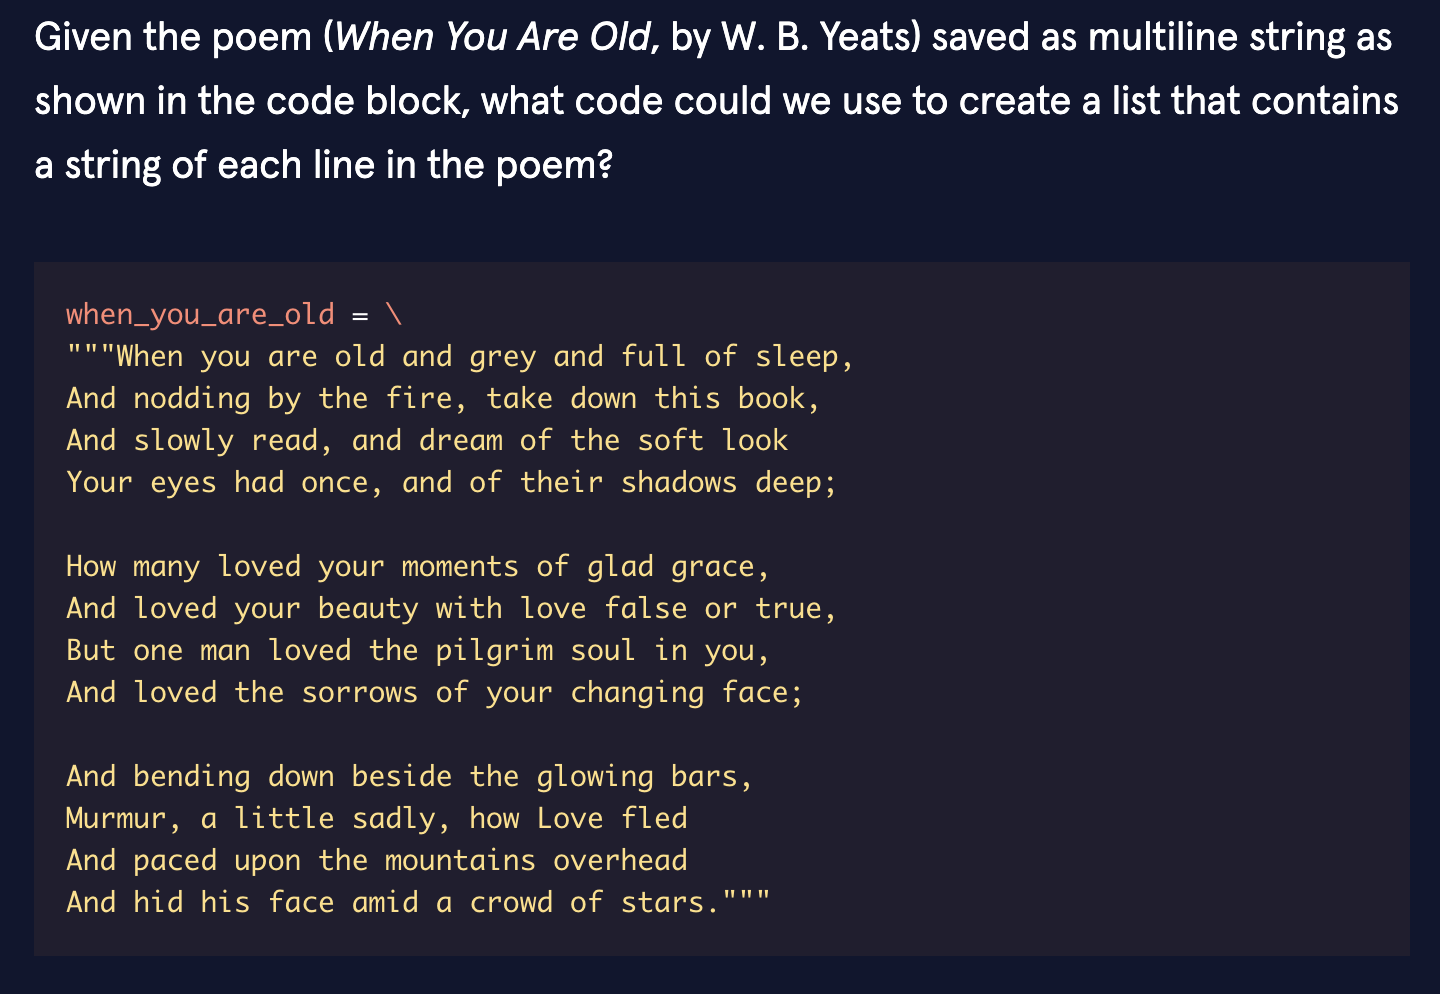 Given the poem (When You Are Old, by W. B. Yeats) saved as multiline string as
shown in the code block, what code could we use to create a list that contains
a string of each line in the poem?
when_you_are_old = \
"""When you are old and grey and full of sleep,
And nodding by the fire, take down this book,
And slowly read, and dream of the soft look
Your eyes had once, and of their shadows deep;
How many loved your moments of glad grace,
And loved your beauty with love false or true,
But one man loved the pilgrim soul in you,
And loved the sorrows of your changing face;
And bending down beside the glowing bars,
Murmur, a little sadly, how Love fled
And paced upon the mountains overhead
And hid his face amid a crowd of stars."""